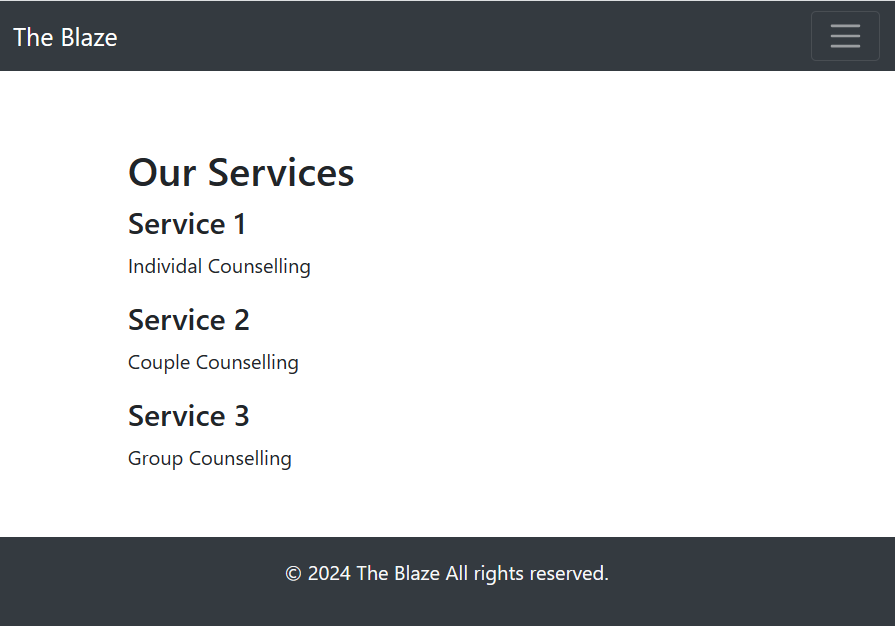 The Blaze
Our Services
Service 1
Individal Counselling
Service 2
Couple Counselling
Service 3
Group Counselling
© 2024 The Blaze All rights reserved.